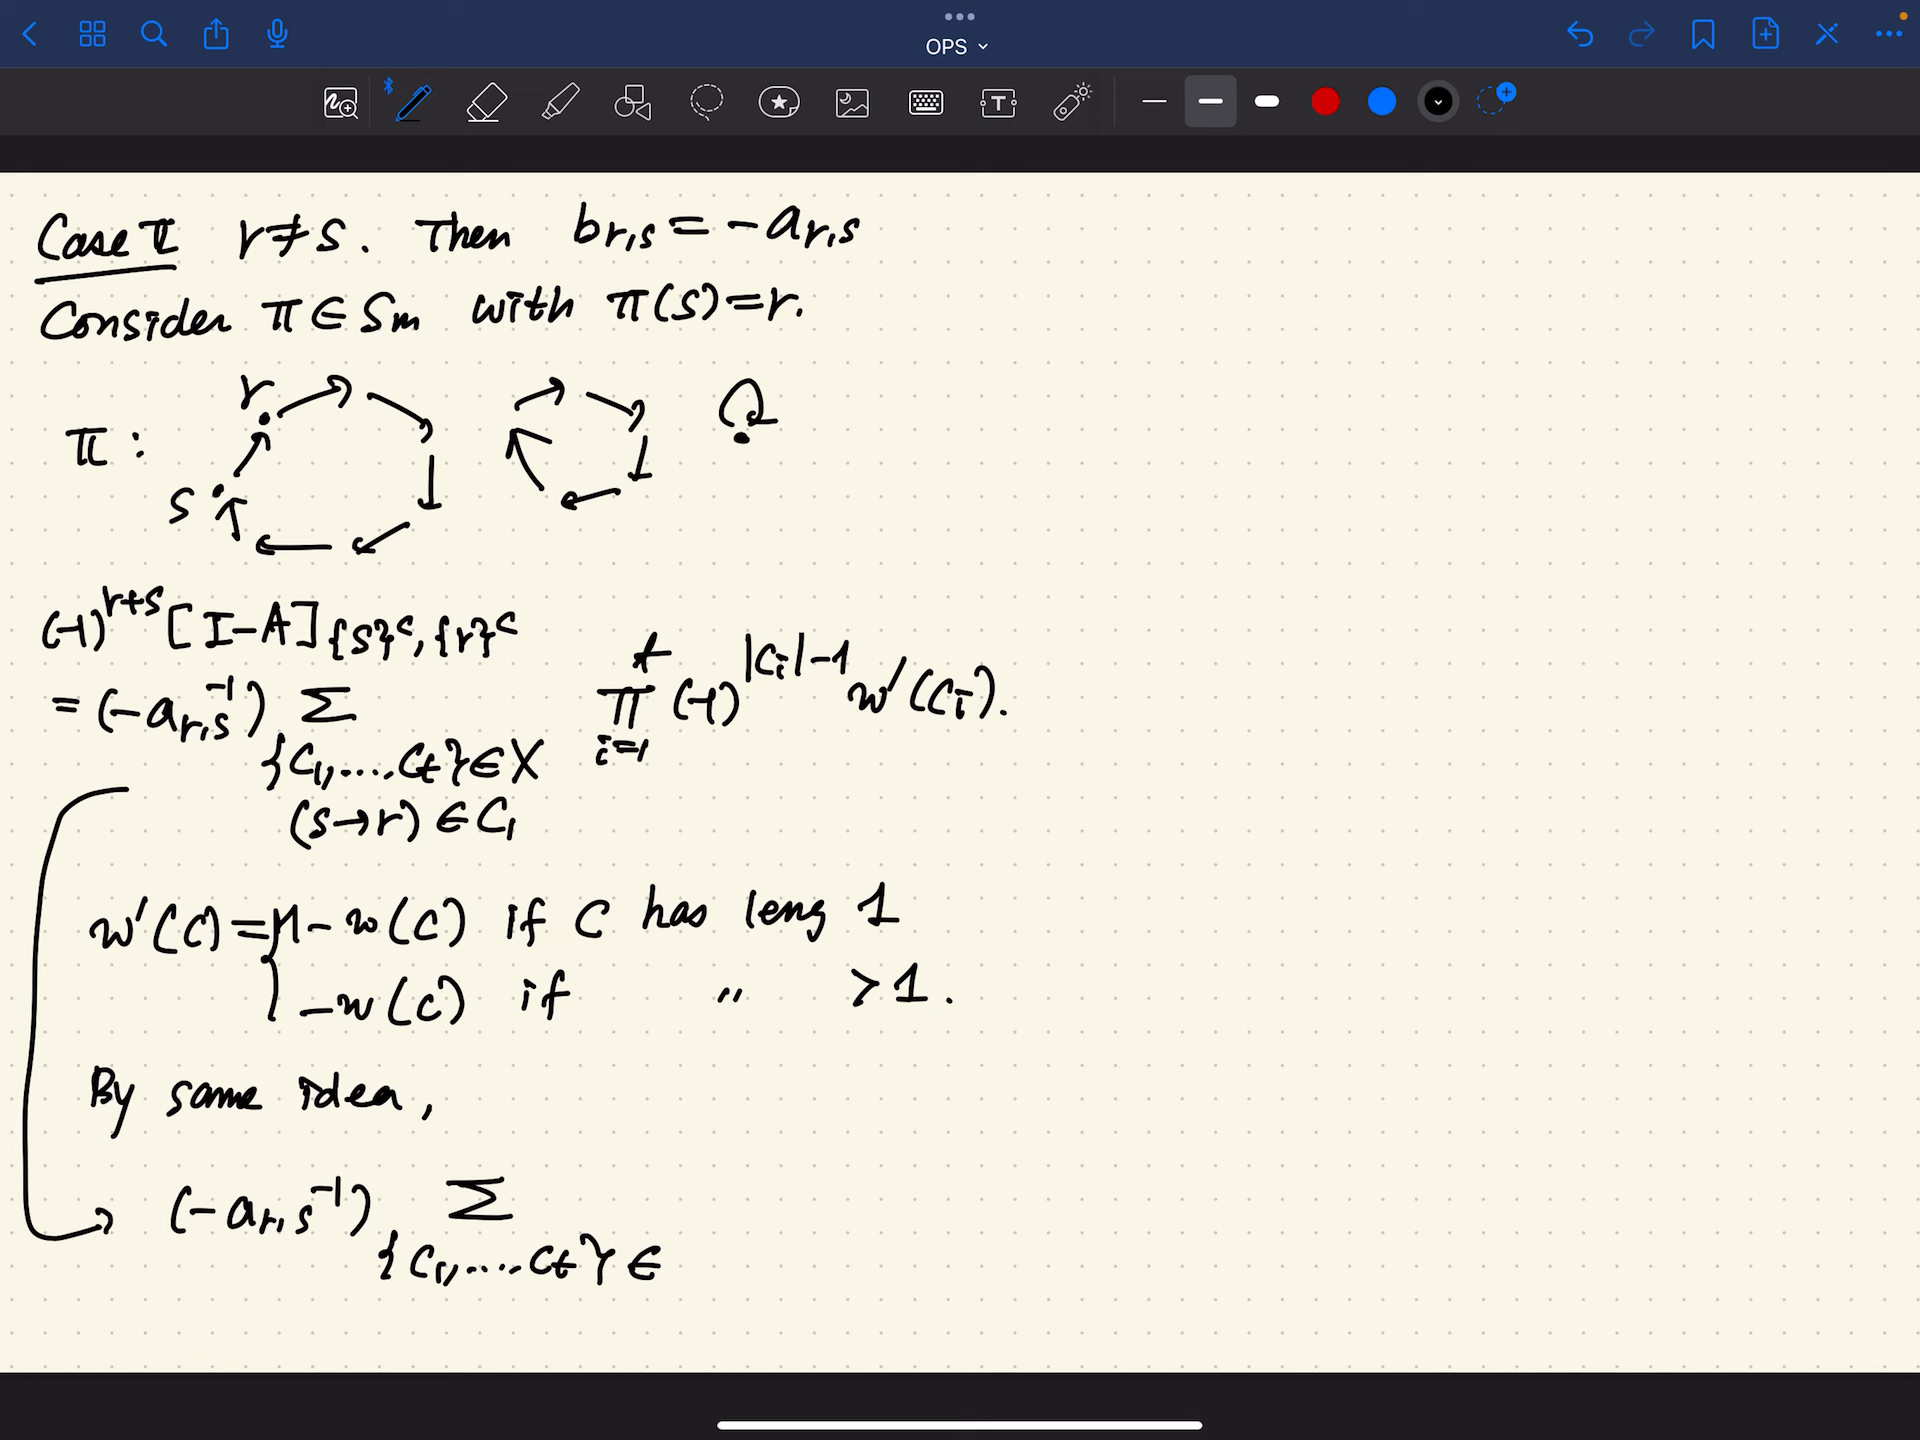 OPS
Case II r ≠ s. Then b_{r,s} = -a_{r,s}
Consider π ∈ S_m with π(s) = r.
π :
r
s
(-1)^{r+s} [I-A]_{{s}^c, {r}^c}
= (-a_{r,s}^{-1}) Σ_{{C_1, .... C_t} ∈ X, (s→r) ∈ C_1} Π_{i=1}^{t} (-1)^{|C_i|-1} w'(C_i).
w'(C) = { 1 - w(C) if C has leng 1
{ -w(C) if " > 1.
By same idea,
→ (-a_{r,s}^{-1}) Σ_{{C_1, .... C_t} ∈